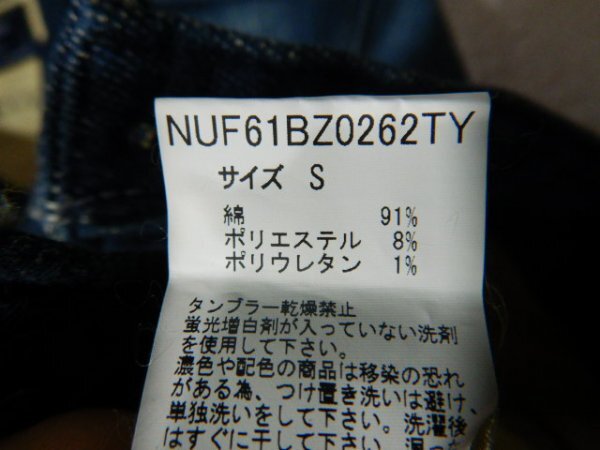 NUF61BZ0262TY
サイズ S
綿 91%
ポリエステル 8%
ポリウレタン 1%
タンブラー乾燥禁止
蛍光増白剤が入っていない洗剤
を使用して下さい。
濃色や配色の商品は移染の恐れ
がある為、つけ置き洗いは避け、
単独洗いをして下さい。洗濯後
はすぐに干して下さい。湿った